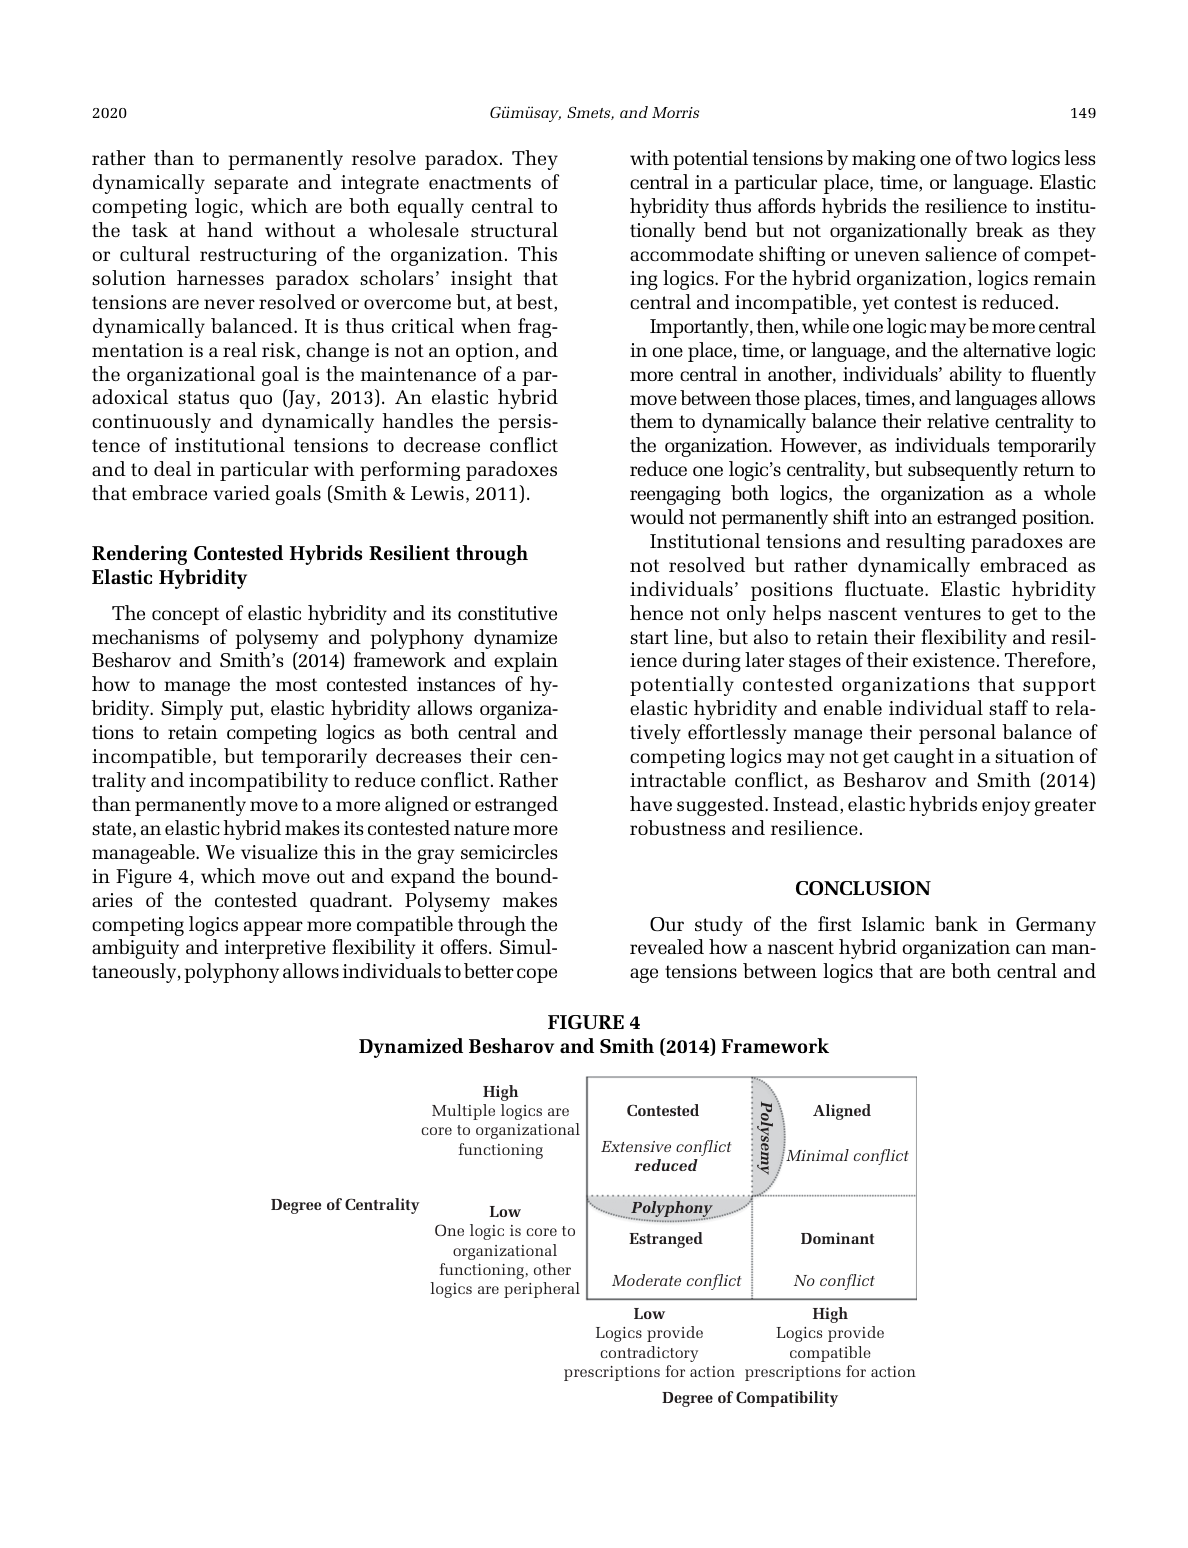 2020
Gümüsay, Smets, and Morris
149
rather than to permanently resolve paradox. They
dynamically separate and integrate enactments of
competing logic, which are both equally central to
the task at hand without a wholesale structural
or cultural restructuring of the organization. This
solution harnesses paradox scholars’ insight that
tensions are never resolved or overcome but, at best,
dynamically balanced. It is thus critical when frag-
mentation is a real risk, change is not an option, and
the organizational goal is the maintenance of a par-
adoxical status quo (Jay, 2013). An elastic hybrid
continuously and dynamically handles the persis-
tence of institutional tensions to decrease conflict
and to deal in particular with performing paradoxes
that embrace varied goals (Smith & Lewis, 2011).
Rendering Contested Hybrids Resilient through
Elastic Hybridity
The concept of elastic hybridity and its constitutive
mechanisms of polysemy and polyphony dynamize
Besharov and Smith’s (2014) framework and explain
how to manage the most contested instances of hy-
bridity. Simply put, elastic hybridity allows organiza-
tions to retain competing logics as both central and
incompatible, but temporarily decreases their cen-
trality and incompatibility to reduce conflict. Rather
than permanently move to a more aligned or estranged
state, an elastic hybrid makes its contested nature more
manageable. We visualize this in the gray semicircles
in Figure 4, which move out and expand the bound-
aries of the contested quadrant. Polysemy makes
competing logics appear more compatible through the
ambiguity and interpretive flexibility it offers. Simul-
taneously, polyphony allows individuals to better cope
with potential tensions by making one of two logics less
central in a particular place, time, or language. Elastic
hybridity thus affords hybrids the resilience to institu-
tionally bend but not organizationally break as they
accommodate shifting or uneven salience of compet-
ing logics. For the hybrid organization, logics remain
central and incompatible, yet contest is reduced.
Importantly, then, while one logic may be more central
in one place, time, or language, and the alternative logic
more central in another, individuals’ ability to fluently
move between those places, times, and languages allows
them to dynamically balance their relative centrality to
the organization. However, as individuals temporarily
reduce one logic’s centrality, but subsequently return to
reengaging both logics, the organization as a whole
would not permanently shift into an estranged position.
Institutional tensions and resulting paradoxes are
not resolved but rather dynamically embraced as
individuals’ positions fluctuate. Elastic hybridity
hence not only helps nascent ventures to get to the
start line, but also to retain their flexibility and resil-
ience during later stages of their existence. Therefore,
potentially contested organizations that support
elastic hybridity and enable individual staff to rela-
tively effortlessly manage their personal balance of
competing logics may not get caught in a situation of
intractable conflict, as Besharov and Smith (2014)
have suggested. Instead, elastic hybrids enjoy greater
robustness and resilience.
CONCLUSION
Our study of the first Islamic bank in Germany
revealed how a nascent hybrid organization can man-
age tensions between logics that are both central and
FIGURE 4
Dynamized Besharov and Smith (2014) Framework
Degree of Centrality
High
Multiple logics are
core to organizational
functioning
Contested
Extensive conflict
reduced
Polysemy
Aligned
Minimal conflict
Low
One logic is core to
organizational
functioning, other
logics are peripheral
Polyphony
Estranged
Moderate conflict
Dominant
No conflict
Low
Logics provide
contradictory
prescriptions for action
High
Logics provide
compatible
prescriptions for action
Degree of Compatibility